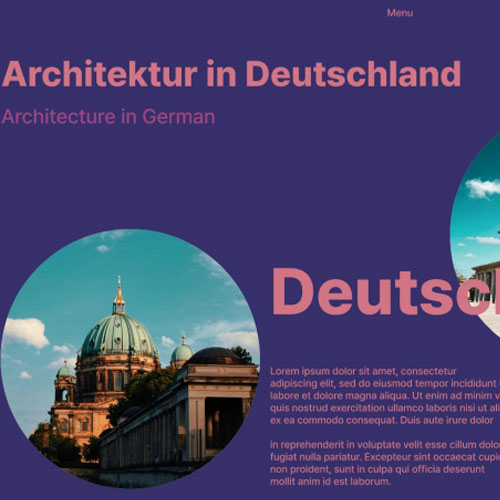 Menu
Architektur in Deutschland
Architecture in German
Deutsc
Lorem ipsum dolor sit amet, consectetur
adipiscing elit, sed do eiusmod tempor incididunt
labore et dolore magna aliqua. Ut enim ad minim v
quis nostrud exercitation ullamco laboris nisi ut ali
ex ea commodo consequat. Duis aute irure dolor
in reprehenderit in voluptate velit esse cillum dolo
fugiat nulla pariatur. Excepteur sint occaecat cupi
non proident, sunt in culpa qui officia deserunt
mollit anim id est laborum.